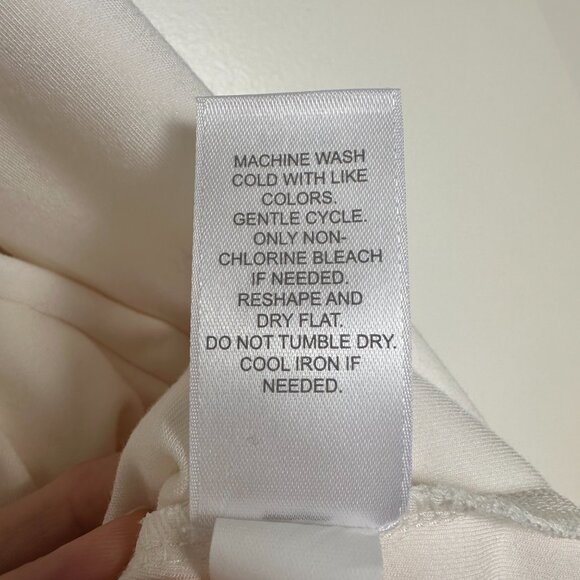 MACHINE WASH
COLD WITH LIKE
COLORS.
GENTLE CYCLE.
ONLY NON-
CHLORINE BLEACH
IF NEEDED.
RESHAPE AND
DRY FLAT.
DO NOT TUMBLE DRY.
COOL IRON IF
NEEDED.